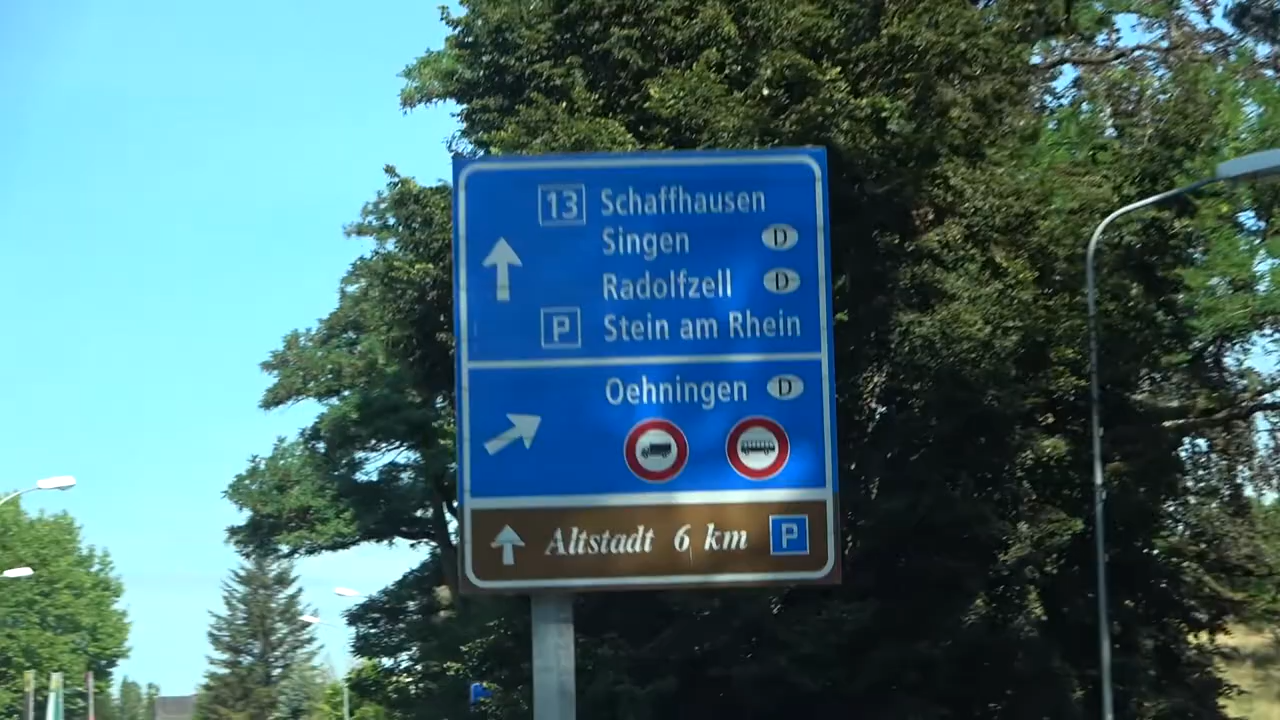 13 Schaffhausen
Singen D
Radolfzell D
P Stein am Rhein
Oehningen D
Altstadt 6 km P